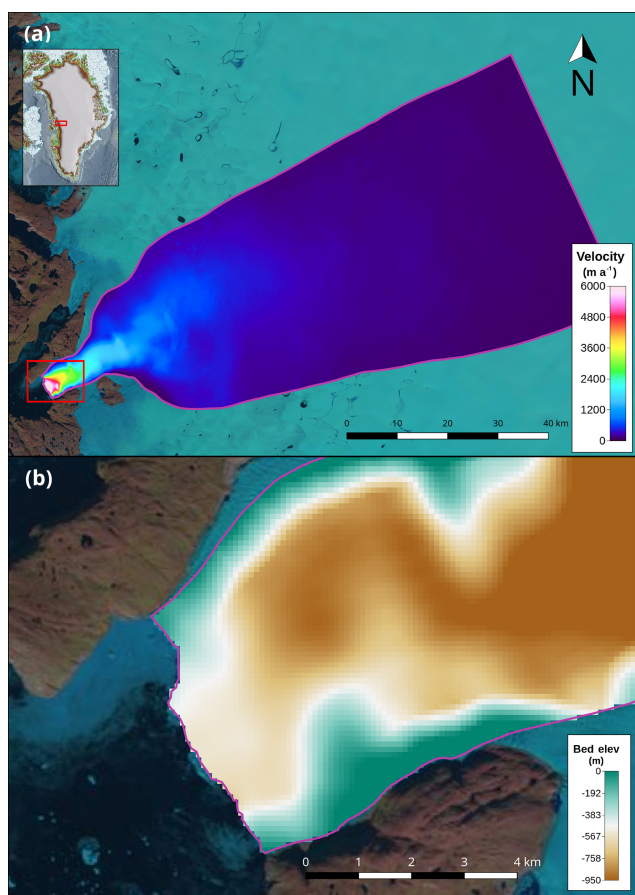 (a)
N
Velocity
(m a⁻¹)
6000
4800
3600
2400
1200
0
0 10 20 30 40 km
(b)
Bed elev
(m)
0
-192
-383
-567
-758
-950
0 1 2 3 4 km